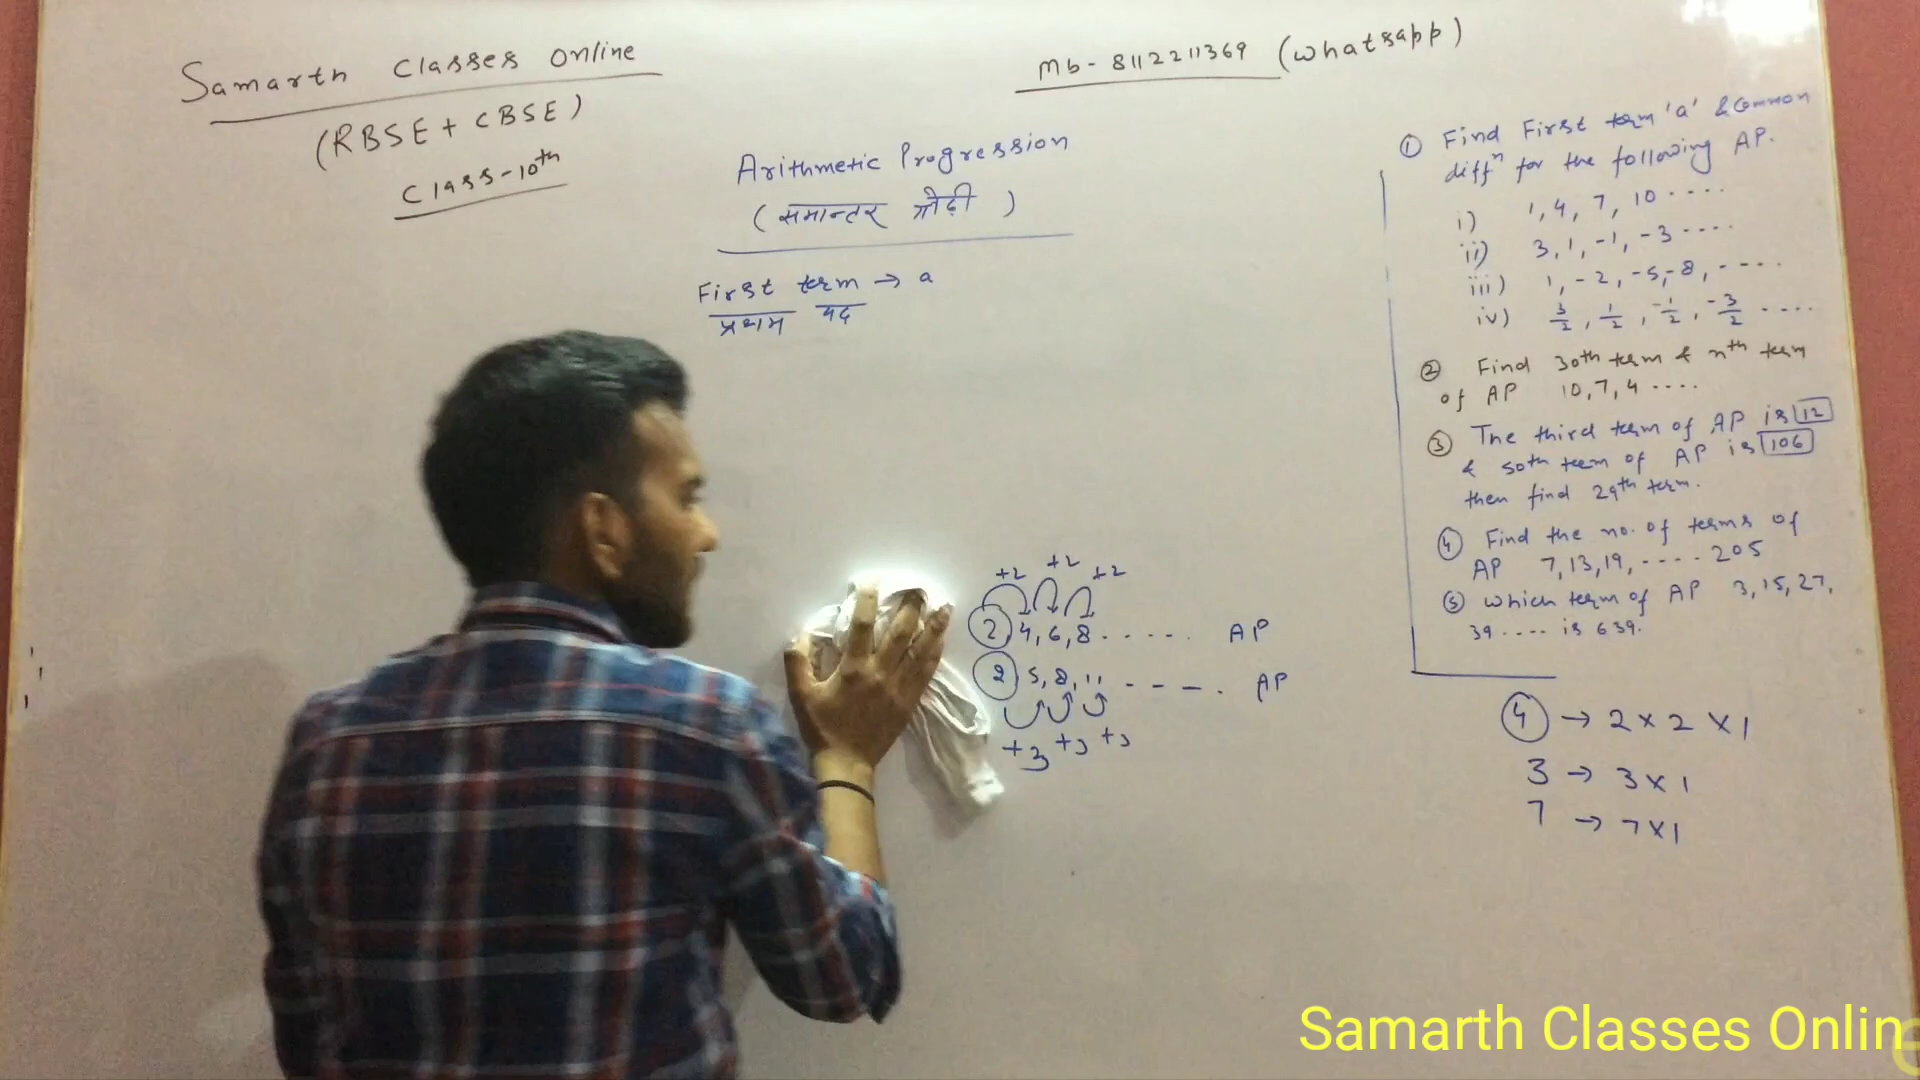 Samarth Classes Online
(RBSE + CBSE)
Class-10th
Mb- 8112211369 (Whatsapp)
Arithmetic Progression
(समान्तर श्रेढ़ी)
First term → a
प्रथम पद
+2 +2 +2
2, 4, 6, 8 ..... AP
2, 5, 8, 11 - - - . AP
+3 +3 +3
① Find First term 'a' & Common
diffⁿ for the following AP.
i) 1, 4, 7, 10 ....
ii) 3, 1, -1, -3 ....
iii) 1, -2, -5, -8, - ...
iv) 3/2, 1/2, -1/2, -3/2 ....
② Find 30th term & nth term
of AP 10, 7, 4 ....
③ The third term of AP is 12
& 50th term of AP is 106
then find 29th term.
④ Find the no. of terms of
AP 7, 13, 19, ..... 205
⑤ Which term of AP 3, 15, 27,
39 .... is 639.
④ → 2 x 2 x 1
3 → 3 x 1
7 → 7 x 1
Samarth Classes Onlin